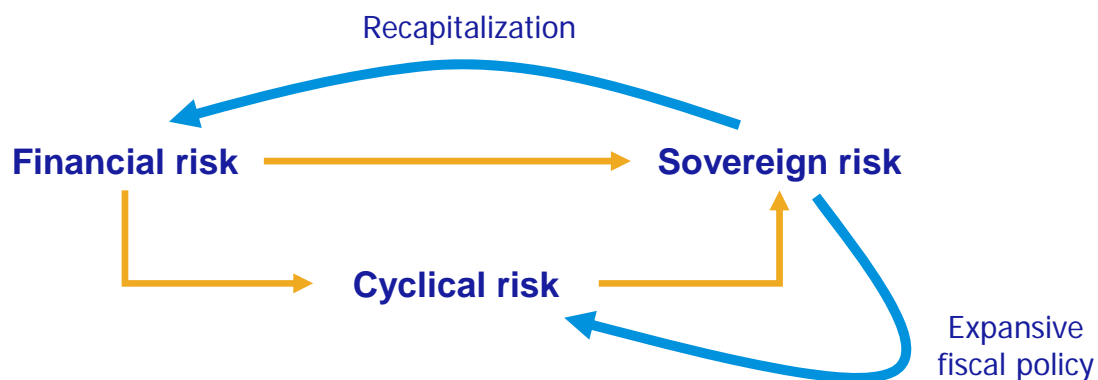 Recapitalization
Financial risk
Sovereign risk
Cyclical risk
Expansive
fiscal policy